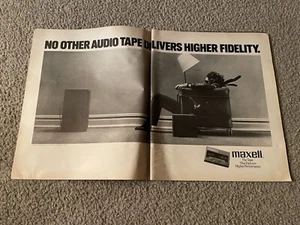 NO OTHER AUDIO TAPE DELIVERS HIGHER FIDELITY.
maxell.